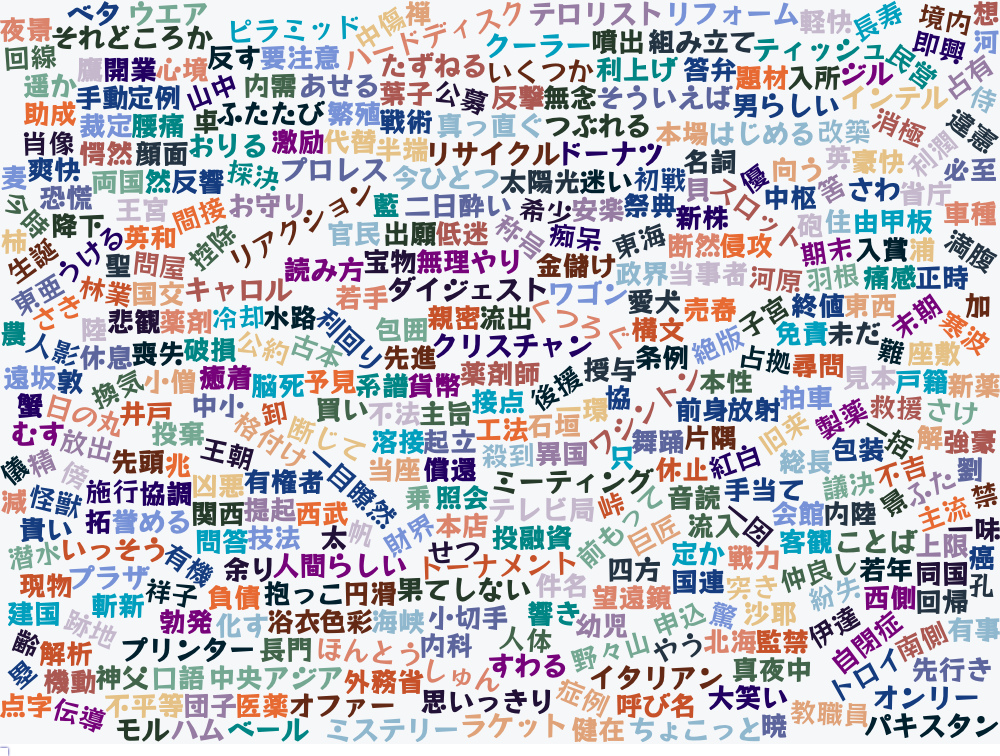 夜景 ベタ ウエア ピラミッド 中傷 禅 ハードディスク テロリスト リフォーム 軽快 長寿 境内 想
回線 それどころか 反す 要注意 クーラー 噴出 組み立て ティッシュ 民営 即興 河
遥か 鷹 開業 心境 山中 内需 あせる たずねる いくつか 利上げ 答弁 題材 入所 ジル 占有 侍
助成 手動 定例 卓 ふたたび 繁殖 葉子 公募 反撃 無念 そういえば 男らしい インテル
肖像 裁定 腰痛 おりる 激励 代替 戦術 真っ直ぐ つぶれる 本場 はじめる 改築 消極 違憲
麦 爽快 愕然 顔面 半端 リサイクル ドーナツ 名詞 優 向う 英 豪快 利潤 必至
恐慌 両国 然 反響 採決 プロレス 今ひとつ 太陽光 迷い 初戦 貝 スロット 中枢 筈 さわ 省庁
柿 降下 王宮 間接 お守り リアクション 藍 二日酔い 希少 安楽 祭典 新株 砲 住 由 甲板 車種
生誕 うける 英和 控除 官民 出願 低迷 称号 痴呆 東海 断然 侵攻 期末 入賞 浦 満腹
東亜 聖 問屋 読み方 宝物 無理やり 金儲け 政界 当事者 河原 羽根 痛感 正時
さき 林業 国交 キャロル 若手 ダイジェスト ワゴン 愛犬 売春 子宮 終値 東西 末期 加
農 陸 悲観 薬剤 冷却 水路 利回り 包囲 親密 流出 くつろぐ 横文 絶版 免責 未だ 難 寒波
人影 休息 喪失 破損 公約 古本 先進 クリスチャン 条例 占拠 尋問 座敷
遠坂 敦 換気 小僧 癒着 脳死 予見 系譜 貨幣 薬剤師 後援 授与 ワシントン 本性 見本 戸籍 新薬
蟹 日の丸 井戸 中小 卸 買い 不法 主旨 接点 一環 協 前身 放射 拍車 製薬 救援 さけ
むす 放出 投棄 格付け 断じて 溶接 起立 工法 石垣 舞踊 片隅 旧来 一括 解 強豪
儀 精 傍 先頭 兆 王朝 一目瞭然 当座 償還 殺到 異国 只 休止 紅白 総長 包装 不吉 劉
減 怪獣 施行 協調 凶悪 有権者 乗 照会 ミーティング 峠 音読 手当て 議決 景 ふた 禁
貴い 拓 誉める 関西 提起 西武 帆 財界 本店 テレビ局 前もって 巨匠 流入 一因 会館 内陸 主流 一味
潜水 いっそう 有機 問答 技法 太 せつ 投融資 定か 戦力 客観 ことば 上限 癌
現物 プラザ 祥子 余り 人間らしい トーナメント 四方 国連 突き 仲良し 若年 同国 孔
建国 斬新 負債 抱っこ 円滑 果てしない 件名 望遠鏡 紛失 西側 回帰
跡地 勃発 化す 浴衣 色彩 海峡 小切手 響き 幼児 申込 驚 沙耶 伊達 有事
齢 解析 プリンター 長門 ほんとう 内科 人体 野々山 やう 北海 監禁 自閉症 南側
堅 機動 神父 口語 中央アジア 外務省 しゅん すわる イタリアン 真夜中 トロイ 先行き
点字 伝導 不平等 団子 医薬 オファー 思いっきり 症例 呼び名 大笑い 教職員 オンリー
モル ハム ベール ミステリー ラケット 健在 ちょこっと 暁 パキスタン